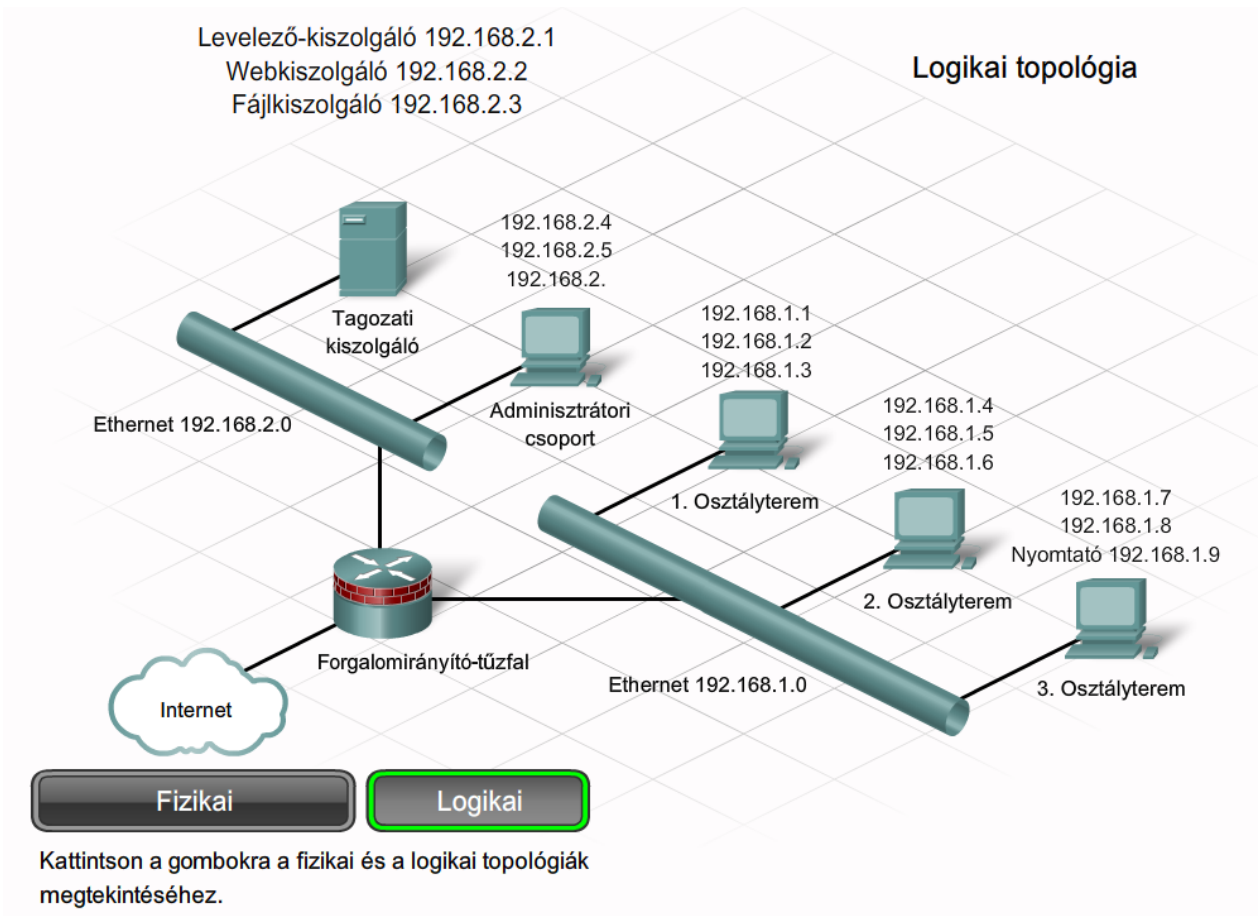 Levelező-kiszolgáló 192.168.2.1
Webkiszolgáló 192.168.2.2
Fájlkiszolgáló 192.168.2.3
Logikai topológia
192.168.2.4
192.168.2.5
192.168.2.
Tagozati
kiszolgáló
192.168.1.1
192.168.1.2
192.168.1.3
Ethernet 192.168.2.0
Adminisztrátori
csoport
192.168.1.4
192.168.1.5
192.168.1.6
1. Osztályterem
192.168.1.7
192.168.1.8
Nyomtató 192.168.1.9
2. Osztályterem
Forgalomirányító-tűzfal
Ethernet 192.168.1.0
3. Osztályterem
Internet
Fizikai
Logikai
Kattintson a gombokra a fizikai és a logikai topológiák
megtekintéséhez.